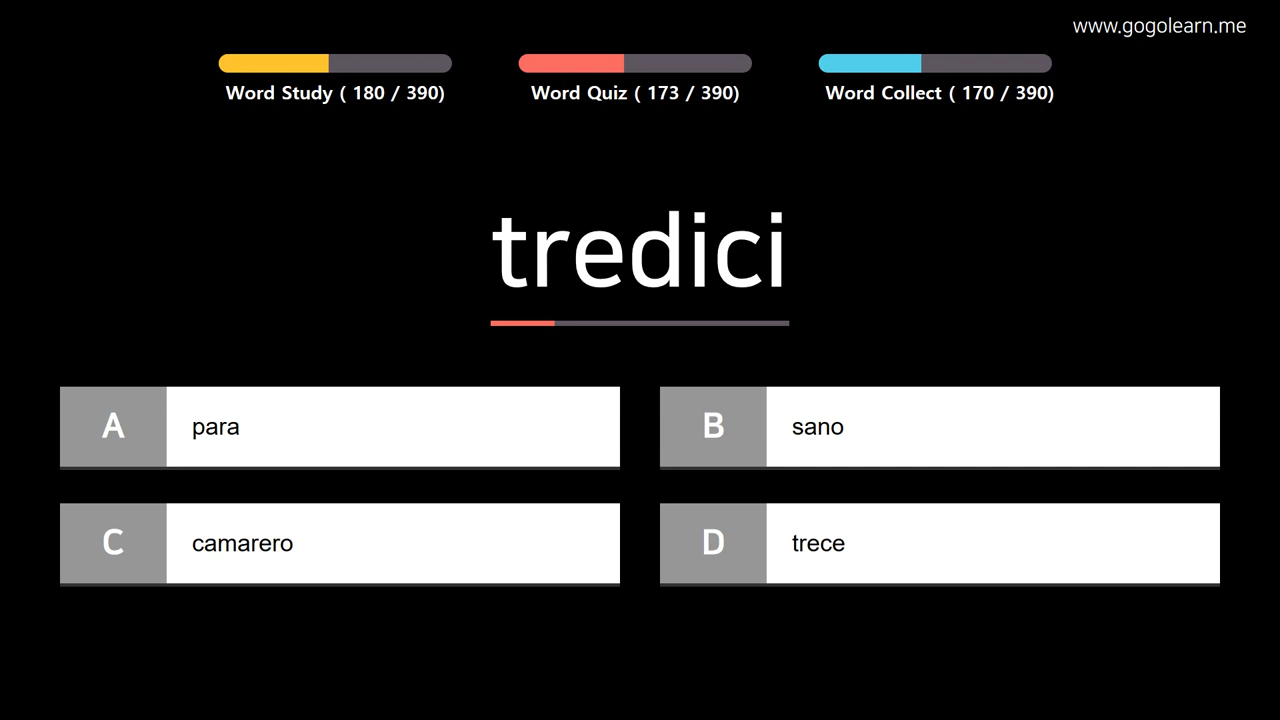 www.gogolearn.me
Word Study ( 180 / 390)
Word Quiz ( 173 / 390)
Word Collect ( 170 / 390)
tredici
A para
B sano
C camarero
D trece